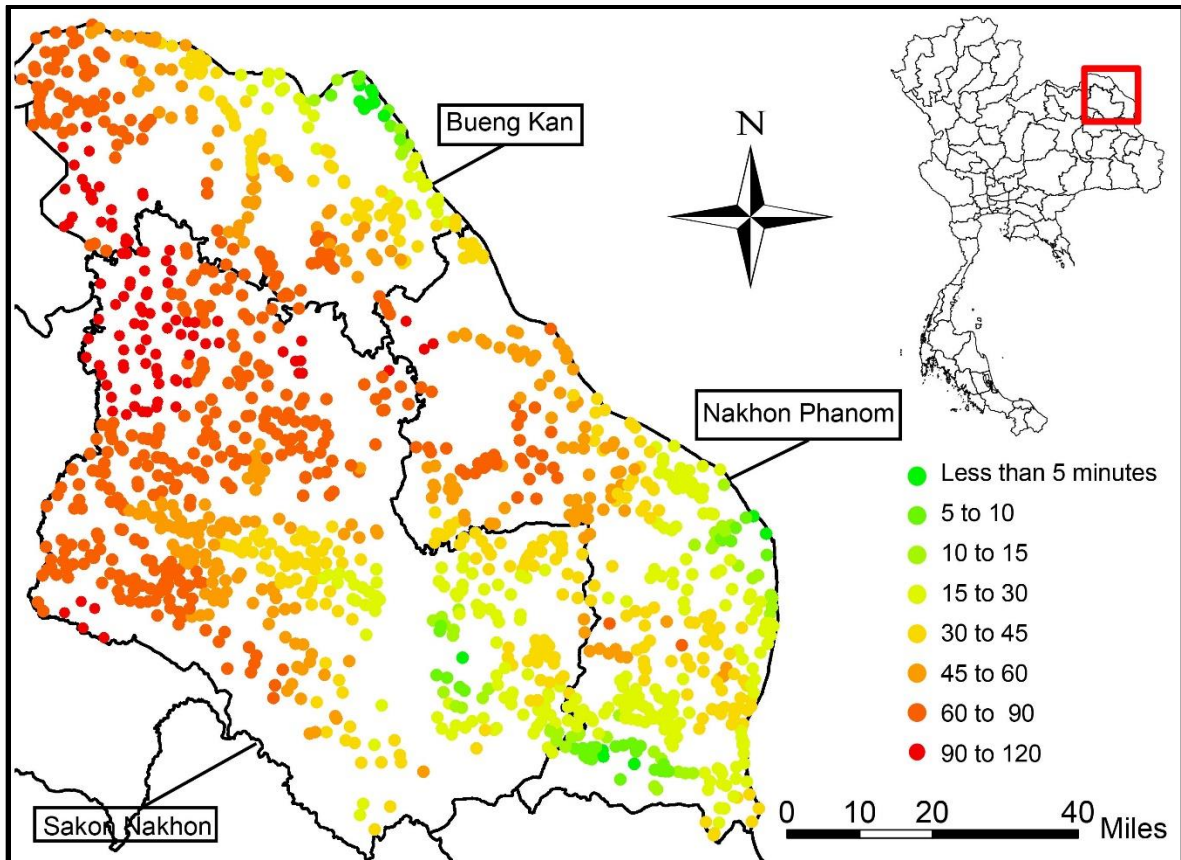 Bueng Kan
N
Nakhon Phanom
Less than 5 minutes
5 to 10
10 to 15
15 to 30
30 to 45
45 to 60
60 to 90
90 to 120
Sakon Nakhon
0 10 20 40 Miles